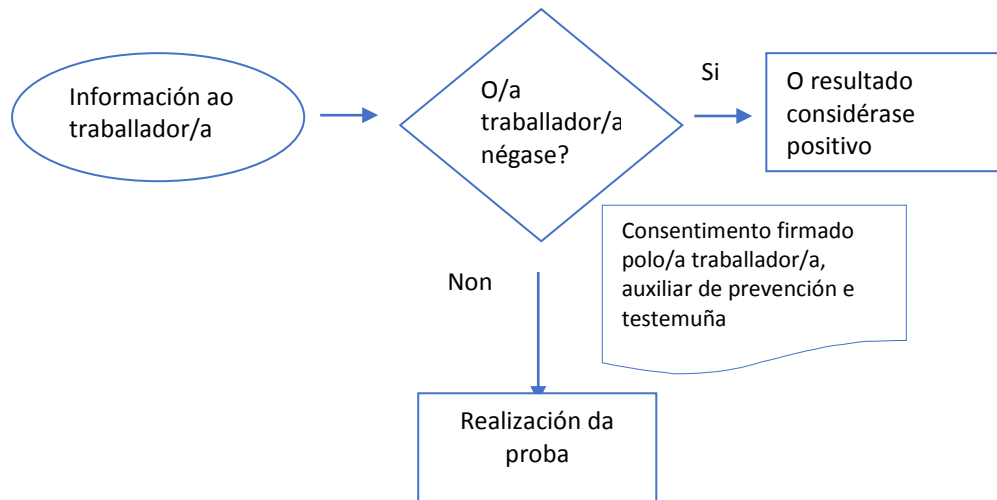 Información ao
traballador/a
O/a
traballador/a
négase?
Si
O resultado
considérase
positivo
Consentimento firmado
polo/a traballador/a,
auxiliar de prevención e
testemuña
Non
Realización da
proba